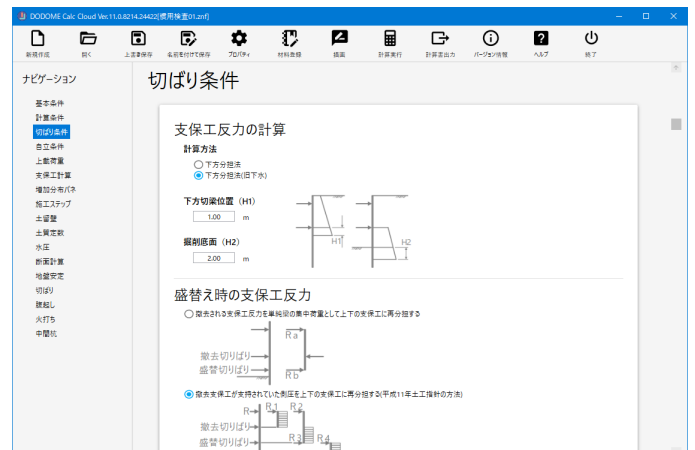 DODOME Calc Cloud Ver.11.0.8214.24422[慣用検査01.znf]
新規作成 開く 上書き保存 名前を付けて保存 プロパティ 材料登録 描画 計算実行 計算書出力 バージョン情報 ヘルプ 終了
ナビゲーション
基本条件
計算条件
切ばり条件
自立条件
上載荷重
支保工計算
増加分布バネ
施工ステップ
土留壁
土質定数
水圧
断面計算
地盤安定
切ばり
腹起し
火打ち
中間杭
切ばり条件
支保工反力の計算
計算方法
下方分担法
下方分担法(旧下水)
下方切梁位置（H1）
1.00 m
H1
掘削底面（H2）
2.00 m
H2
盛替え時の支保工反力
撤去される支保工反力を単純梁の集中荷重として上下の支保工に再分担する
Ra
撤去切りばり
盛替切りばり
Rb
撤去支保工が支持されていた側圧を上下の支保工に再分担する(平成11年土工指針の方法)
R R1 R2
撤去切りばり
盛替切りばり R3 R4